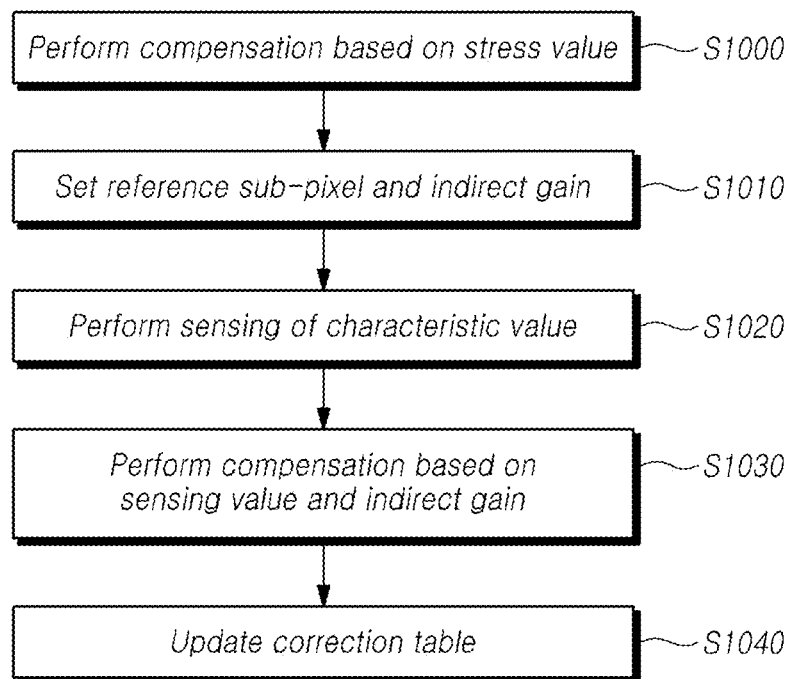 Perform compensation based on stress value S1000
Set reference sub-pixel and indirect gain S1010
Perform sensing of characteristic value S1020
Perform compensation based on
sensing value and indirect gain S1030
Update correction table S1040